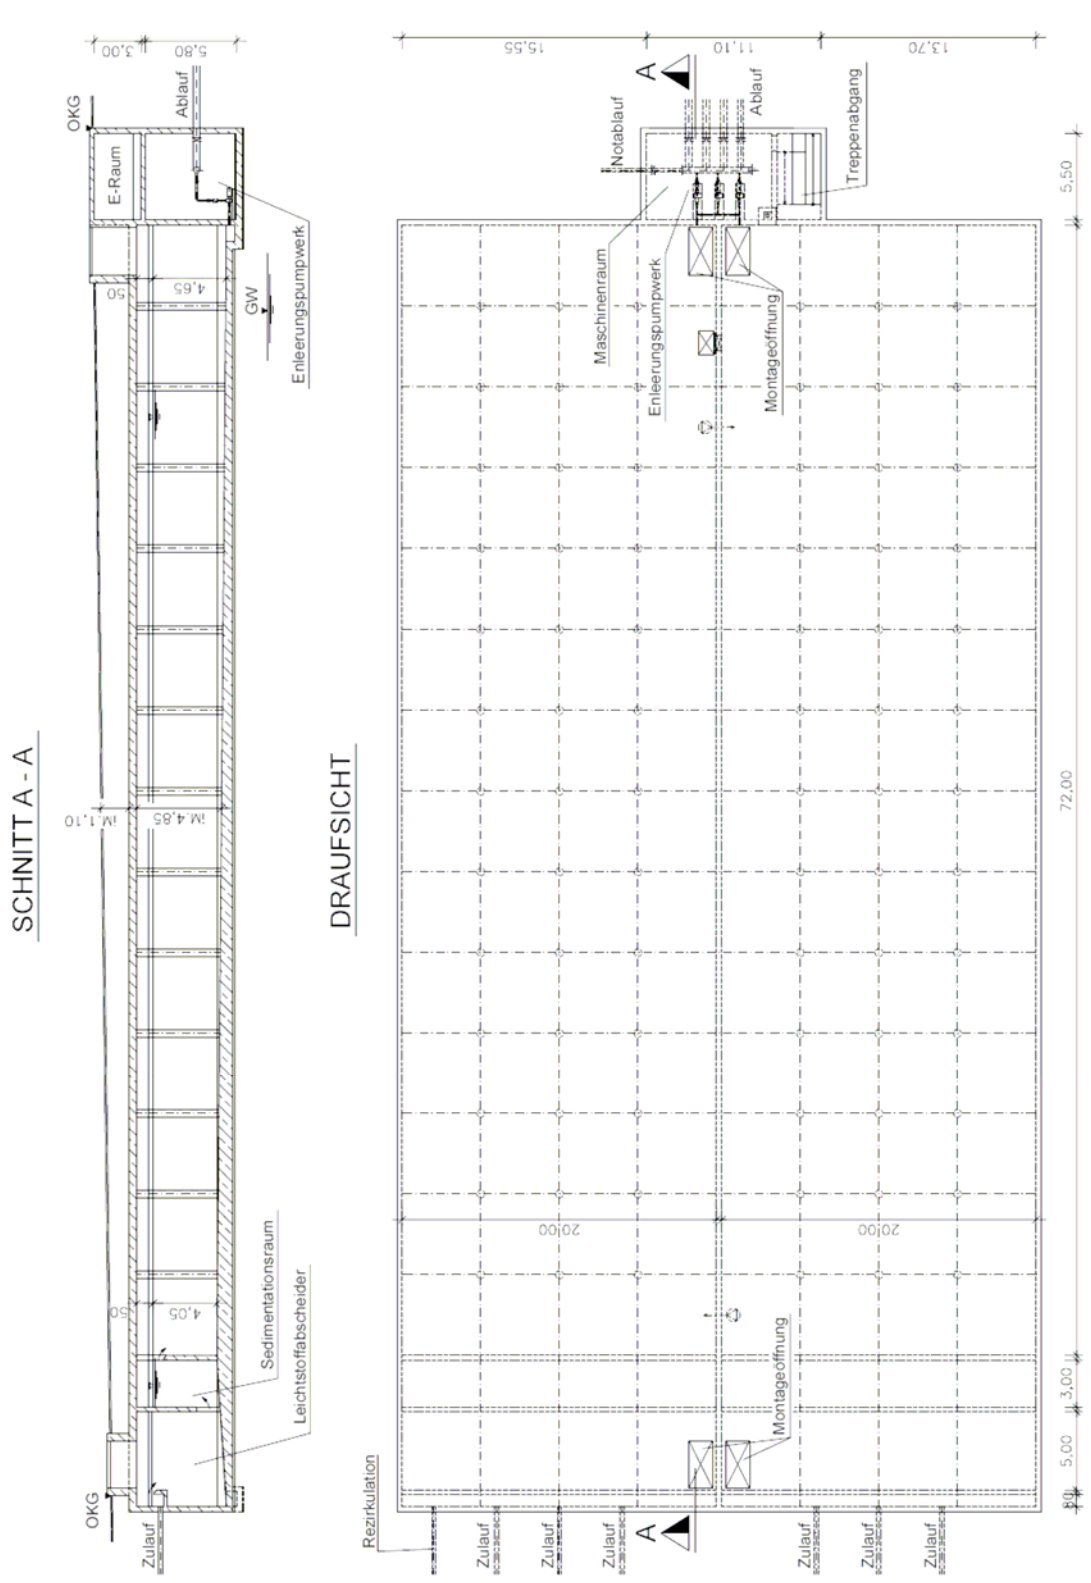 SCHNITT A - A
OKG
Zulauf
Leichtstoffabscheider
Sedimentationsraum
50
4,05
iM.1,10
iM.4,85
50
4,65
GW
Enleerungspumpwerk
E-Raum
OKG
Ablauf
3,00
5,80
DRAUFSICHT
Rezirkulation
Zulauf
Zulauf
Zulauf
A
Zulauf
Zulauf
Zulauf
Montageöffnung
20,00
20,00
Montageöffnung
Enleerungspumpwerk
Maschinenraum
Notablauf
A
Ablauf
Treppenabgang
15,55
11,10
13,70
80
5,00
3,00
72,00
5,50